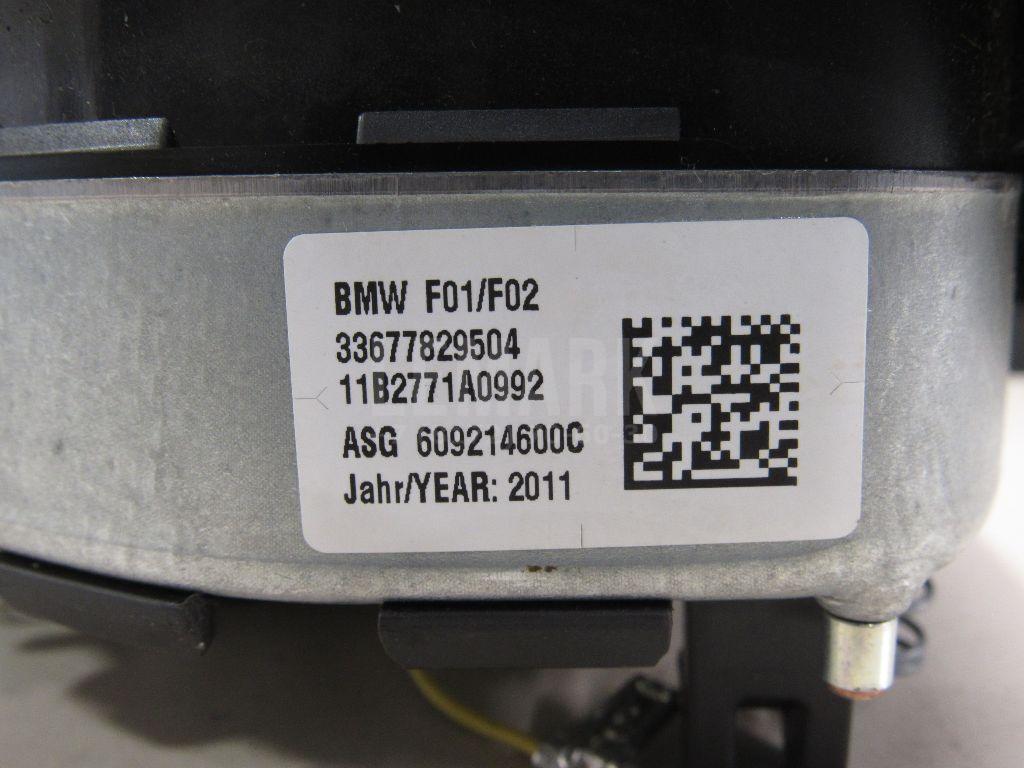 BMW F01/F02
33677829504
11B2771A0992
ASG 609214600C
Jahr/YEAR: 2011